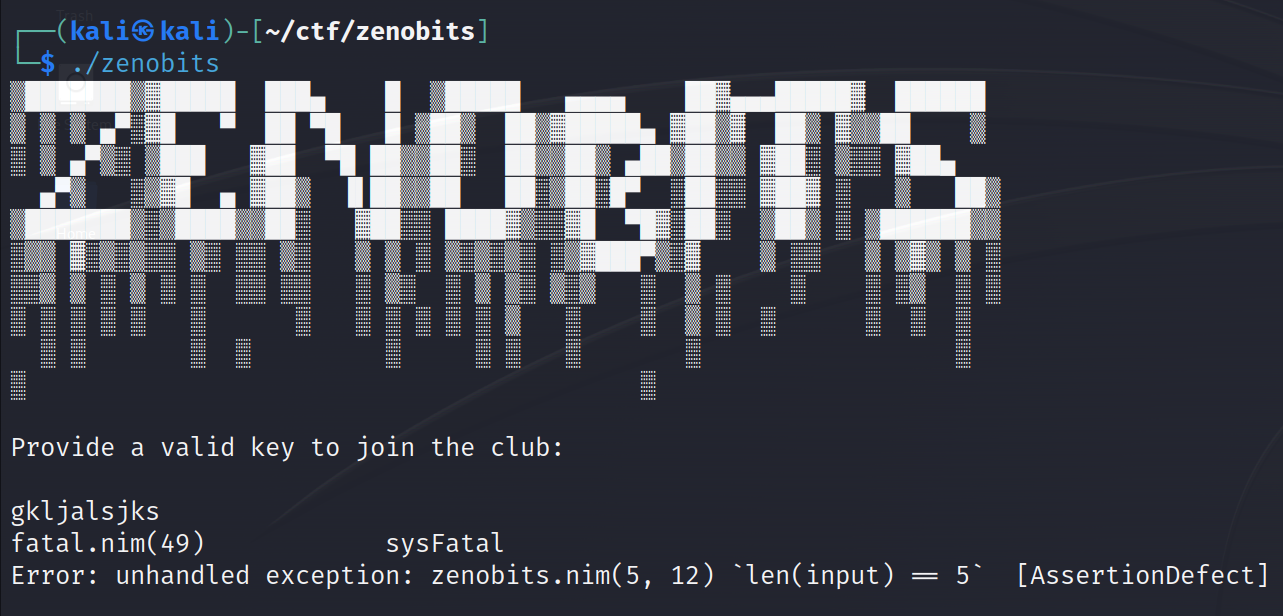 ┌──(kali㉿kali)-[~/ctf/zenobits]
└─$ ./zenobits
ZENOBITS
Provide a valid key to join the club:
gkljalsjks
fatal.nim(49) sysFatal
Error: unhandled exception: zenobits.nim(5, 12) `len(input) == 5` [AssertionDefect]